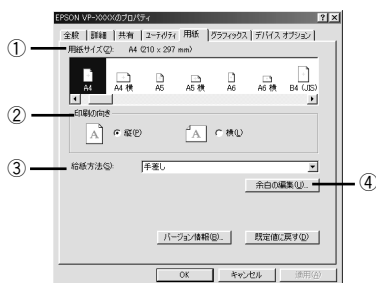 EPSON VP-XXXXのプロパティ
全般 詳細 共有 ユーティリティ 用紙 グラフィックス デバイス オプション
① 用紙サイズ(Z): A4 (210 x 297 mm)
A4 A4 横 A5 A5 横 A6 A6 横 B4 (JIS)
② 印刷の向き
A 縦(P) A 横(L)
③ 給紙方法(S): 手差し
余白の編集(U)... ④
バージョン情報(B)... 既定値に戻す(D)
OK キャンセル 適用(A)